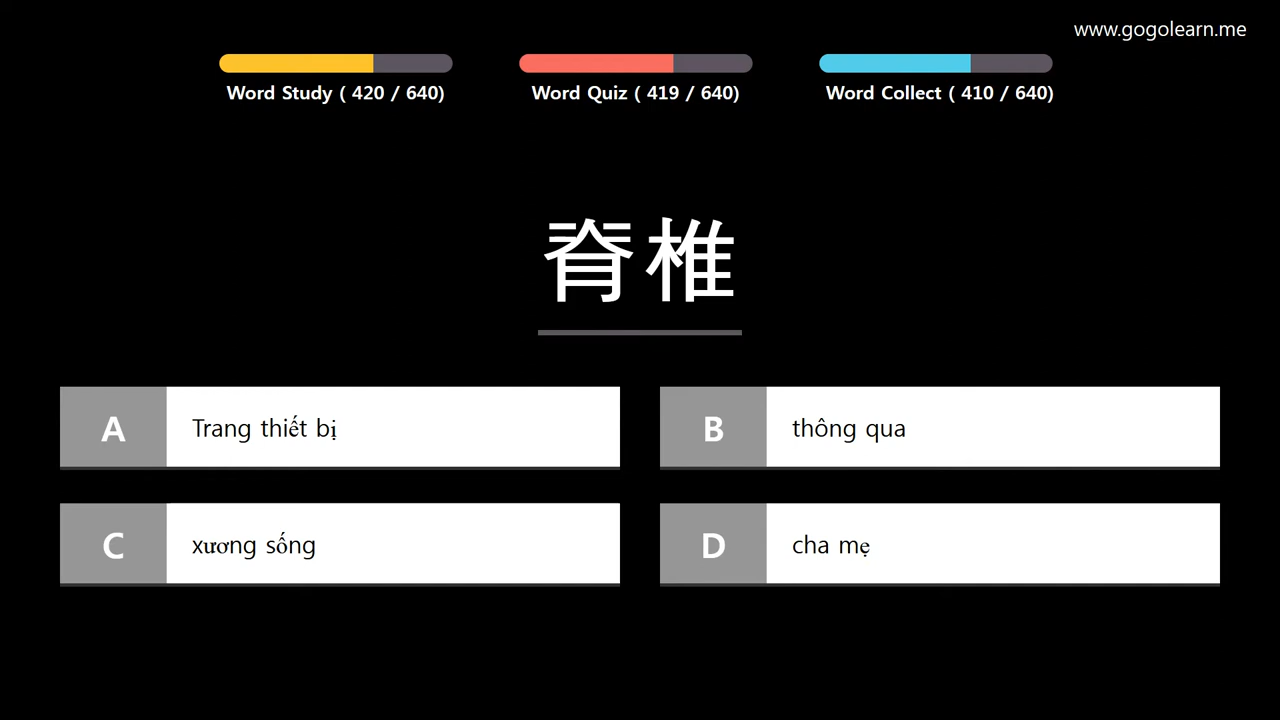 www.gogolearn.me
Word Study ( 420 / 640)
Word Quiz ( 419 / 640)
Word Collect ( 410 / 640)
脊椎
A Trang thiết bị
B thông qua
C xương sống
D cha mẹ